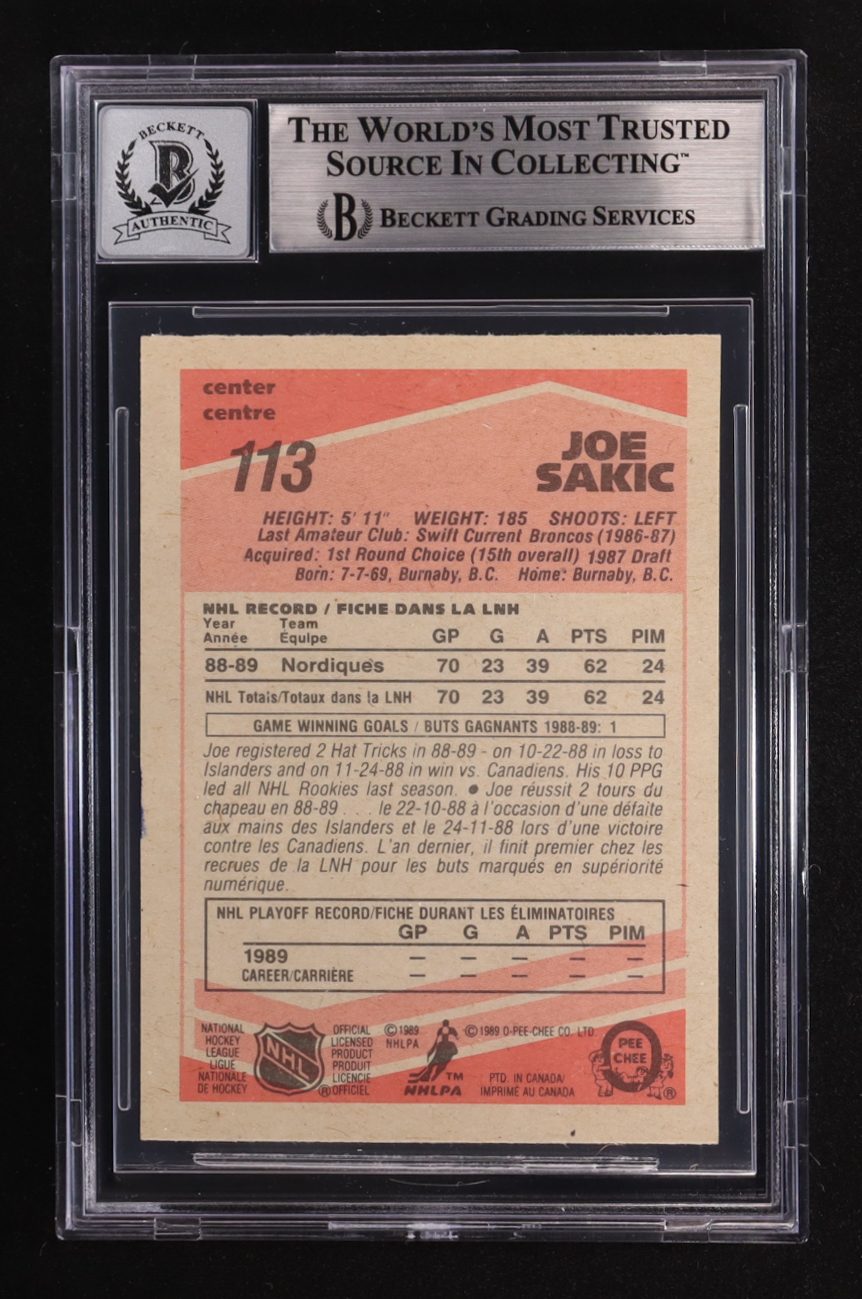 BECKETT
B
AUTHENTIC
THE WORLD'S MOST TRUSTED
SOURCE IN COLLECTING™
B BECKETT GRADING SERVICES
center
centre
113
JOE
SAKIC
HEIGHT: 5' 11" WEIGHT: 185 SHOOTS: LEFT
Last Amateur Club: Swift Current Broncos (1986-87)
Acquired: 1st Round Choice (15th overall) 1987 Draft
Born: 7-7-69, Burnaby, B.C. Home: Burnaby, B.C.
NHL RECORD / FICHE DANS LA LNH
Year Team
Année Équipe GP G A PTS PIM
88-89 Nordiques 70 23 39 62 24
NHL Totals/Totaux dans la LNH 70 23 39 62 24
GAME WINNING GOALS / BUTS GAGNANTS 1988-89: 1
Joe registered 2 Hat Tricks in 88-89 - on 10-22-88 in loss to
Islanders and on 11-24-88 in win vs. Canadiens. His 10 PPG
led all NHL Rookies last season. ● Joe réussit 2 tours du
chapeau en 88-89 . . . le 22-10-88 à l'occasion d'une défaite
aux mains des Islanders et le 24-11-88 lors d'une victoire
contre les Canadiens. L'an dernier, il finit premier chez les
recrues de la LNH pour les buts marqués en supériorité
numérique.
NHL PLAYOFF RECORD/FICHE DURANT LES ÉLIMINATOIRES
GP G A PTS PIM
1989 — — — — —
CAREER/CARRIÈRE — — — — —
NATIONAL
HOCKEY
LEAGUE
LIGUE
NATIONALE
DE HOCKEY
NHL
OFFICIAL
LICENSED
PRODUCT
PRODUIT
LICENCIÉ
® OFFICIEL
©1989
NHLPA
TM
NHLPA
©1989 O-PEE-CHEE CO. LTD.
PTD. IN CANADA/
IMPRIMÉ AU CANADA
O
PEE
CHEE
®